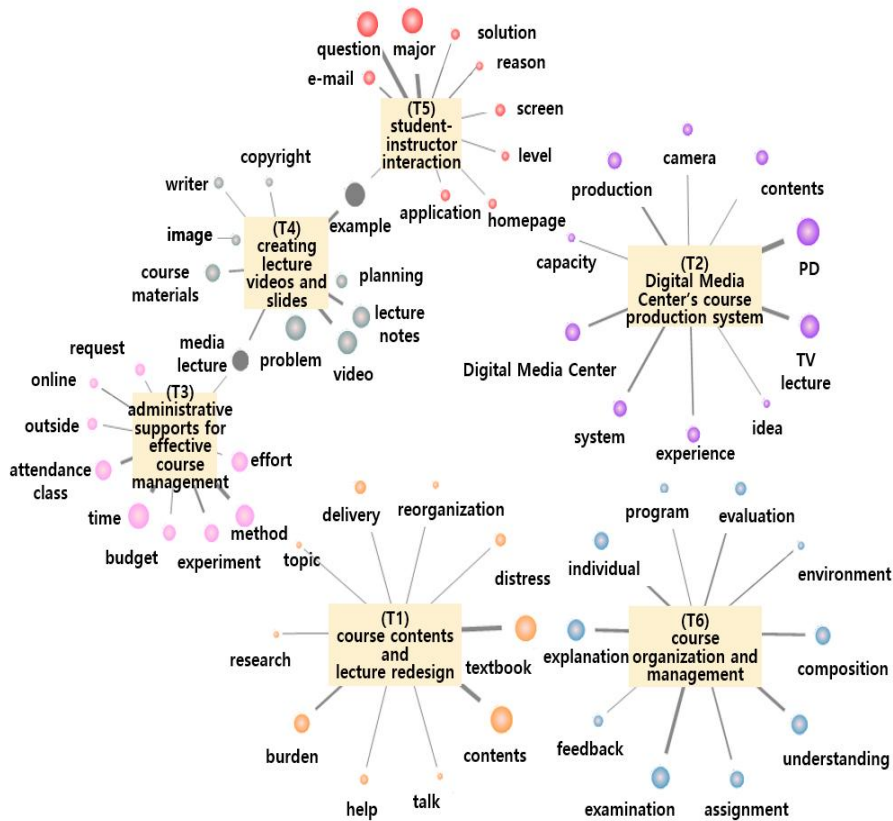 question
major
solution
reason
e-mail
screen
(T5)
student-
instructor
interaction
level
application
homepage
copyright
writer
example
image
(T4)
creating
lecture
videos and
slides
course
materials
planning
lecture
notes
media
lecture
problem
video
camera
production
contents
capacity
(T2)
Digital Media
Center's course
production system
PD
Digital Media Center
TV
lecture
system
experience
idea
request
online
outside
(T3)
administrative
supports for
effective
course
management
attendance
class
effort
time
budget
experiment
method
delivery
reorganization
topic
distress
(T1)
course contents
and
lecture redesign
research
textbook
burden
contents
help
talk
program
evaluation
individual
environment
(T6)
course
organization and
management
explanation
composition
feedback
understanding
examination
assignment